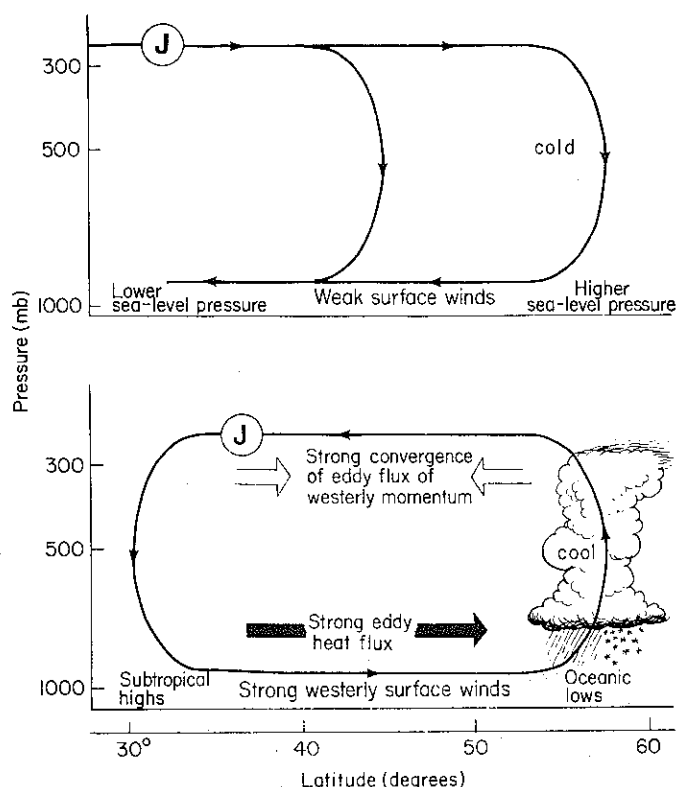 J
300
500
1000
cold
Lower
sea-level pressure
Weak surface winds
Higher
sea-level pressure
Pressure (mb)
J
300
500
1000
Strong convergence
of eddy flux of
westerly momentum
cool
Strong eddy
heat flux
Subtropical
highs
Strong westerly surface winds
Oceanic
lows
30° 40 50 60
Latitude (degrees)